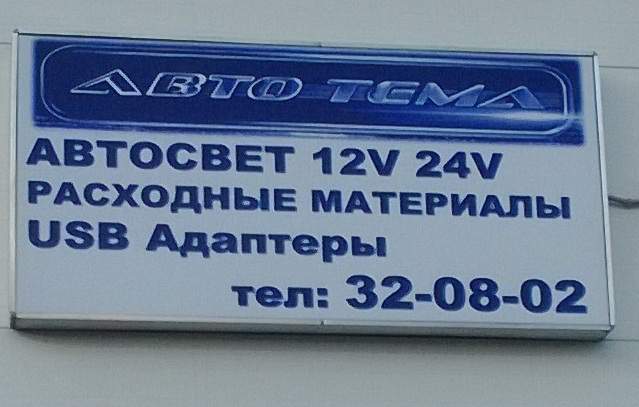 АВТО ТЕМА
АВТОСВЕТ 12V 24V
РАСХОДНЫЕ МАТЕРИАЛЫ
USB Адаптеры
тел: 32-08-02